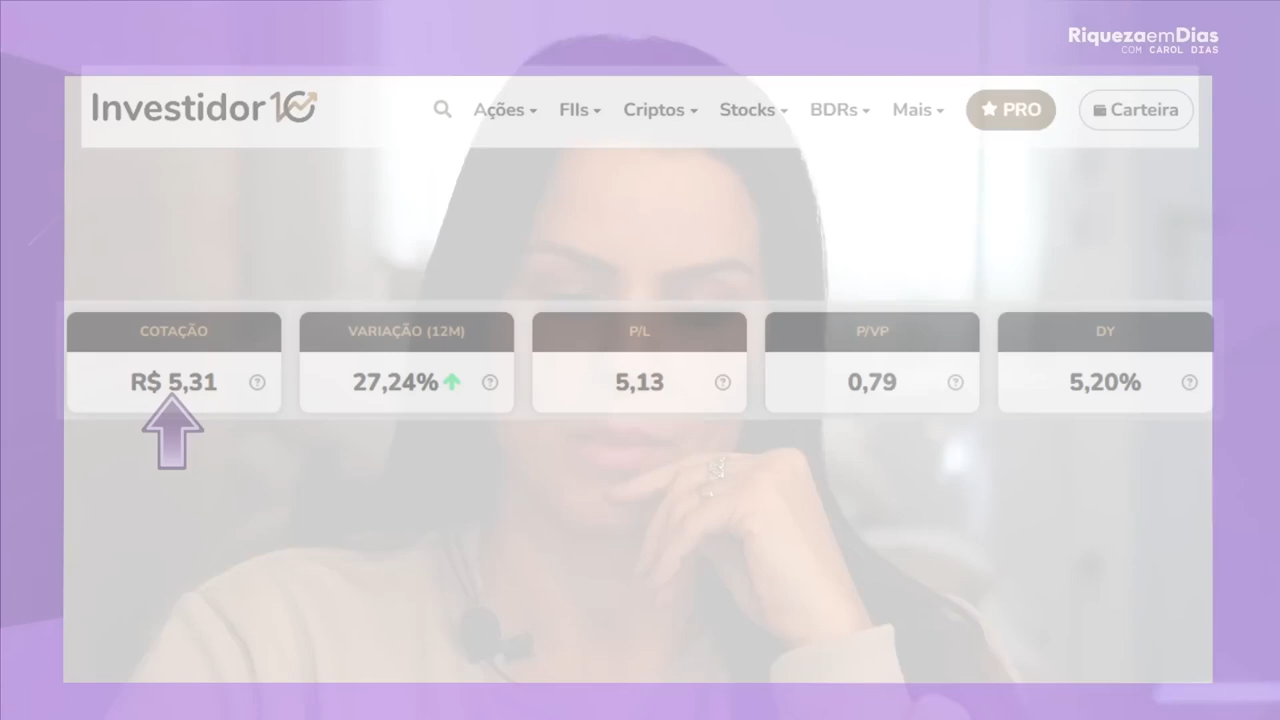 RiquezaemDias
COM CAROL DIAS
Investidor10
Ações
FIIs
Criptos
Stocks
BDRs
Mais
PRO
Carteira
COTAÇÃO
R$ 5,31
VARIAÇÃO (12M)
27,24%
P/L
5,13
P/VP
0,79
DY
5,20%